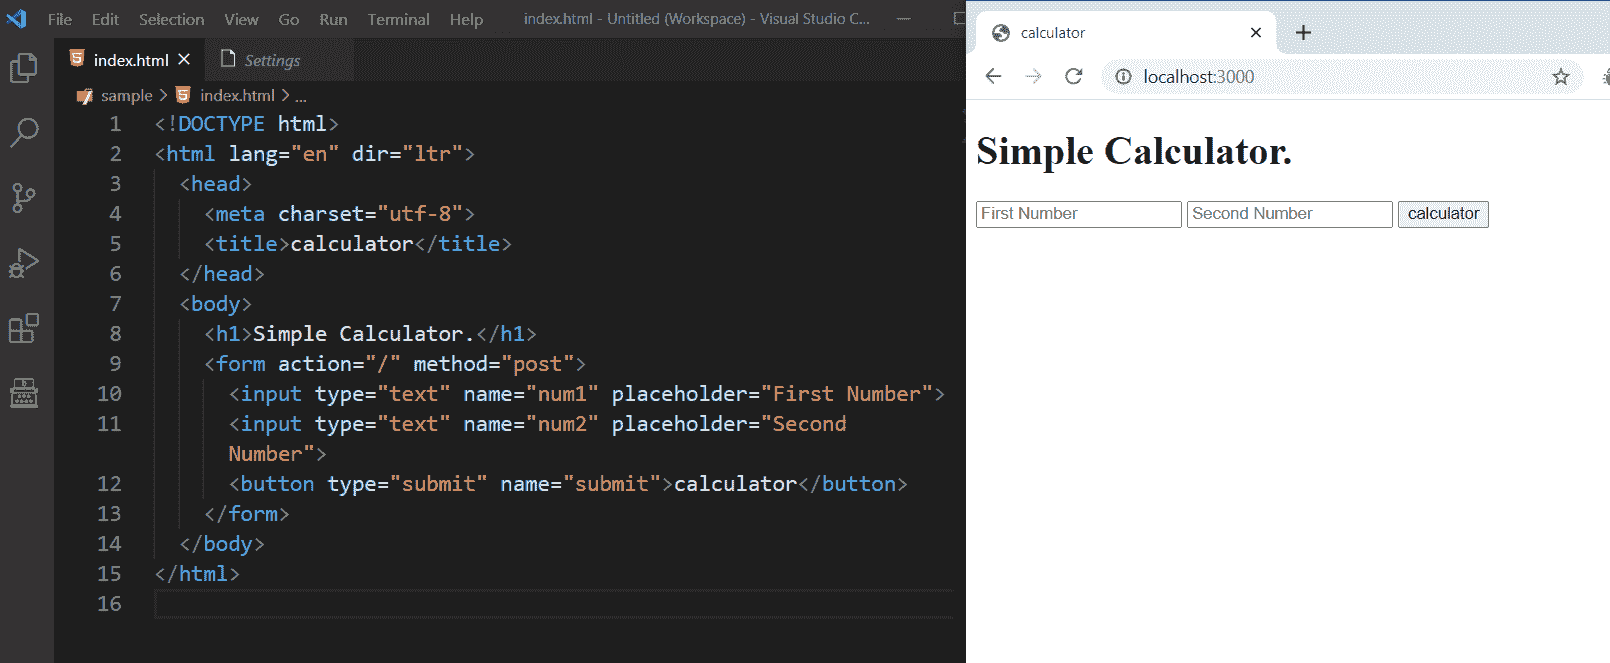 File Edit Selection View Go Run Terminal Help index.html - Untitled (Workspace) - Visual Studio C...
index.html Settings
sample > index.html > ...
1 <!DOCTYPE html>
2 <html lang="en" dir="ltr">
3 <head>
4 <meta charset="utf-8">
5 <title>calculator</title>
6 </head>
7 <body>
8 <h1>Simple Calculator.</h1>
9 <form action="/" method="post">
10 <input type="text" name="num1" placeholder="First Number">
11 <input type="text" name="num2" placeholder="Second
Number">
12 <button type="submit" name="submit">calculator</button>
13 </form>
14 </body>
15 </html>
16
calculator
localhost:3000
Simple Calculator.
First Number Second Number calculator